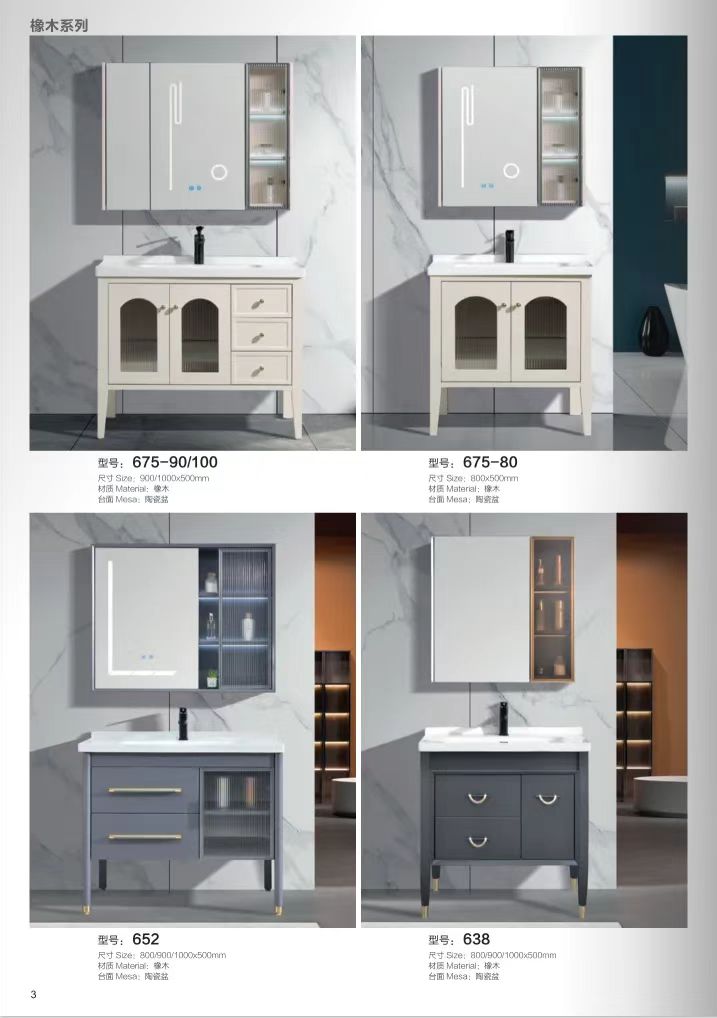 橡木系列
型号：675-90/100
尺寸 Size：900/1000x500mm
材质 Material：橡木
台面 Mesa：陶瓷盆
型号：675-80
尺寸 Size：800x500mm
材质 Material：橡木
台面 Mesa：陶瓷盆
型号：652
尺寸 Size：800/900/1000x500mm
材质 Material：橡木
台面 Mesa：陶瓷盆
型号：638
尺寸 Size：800/900/1000x500mm
材质 Material：橡木
台面 Mesa：陶瓷盆
3